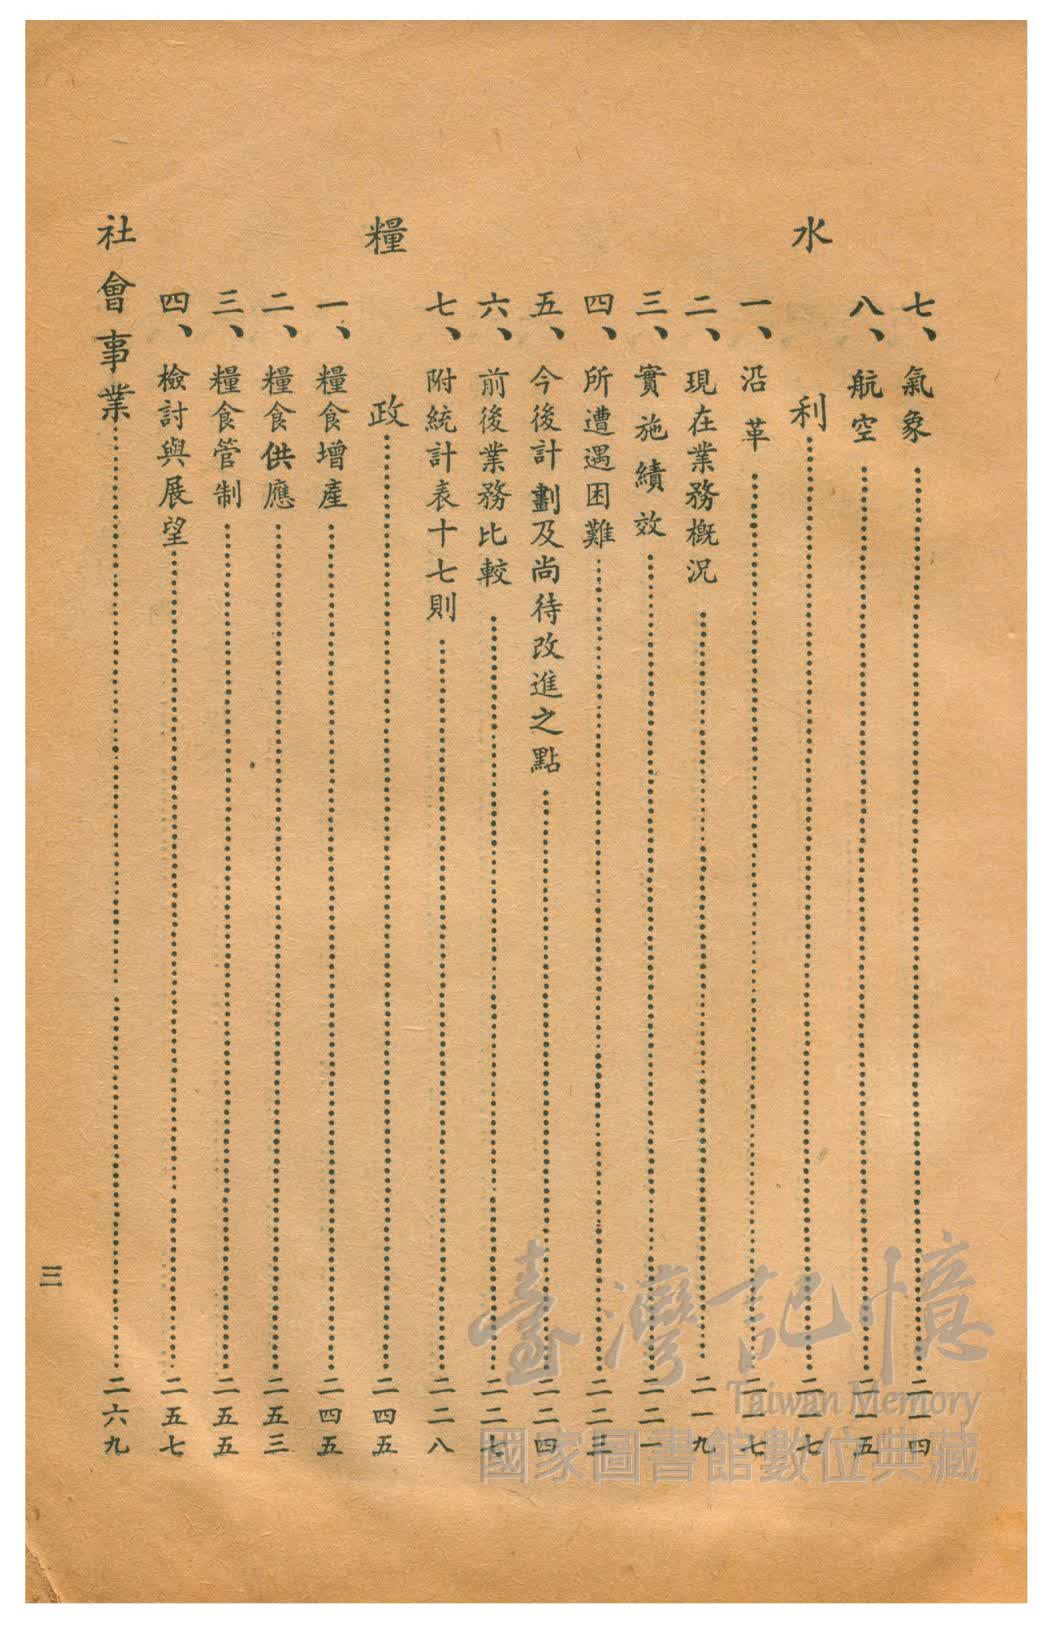 七、氣象⋯⋯二一四
八、航空⋯⋯二一五
水利⋯⋯二一七
一、沿革⋯⋯二一七
二、現在業務概況⋯⋯二一九
三、實施績效⋯⋯二二一
四、所遭遇困難⋯⋯二二三
五、今後計劃及尚待改進之點⋯⋯二二四
六、前後業務比較⋯⋯二二七
七、附統計表十七則⋯⋯二二八
糧政⋯⋯二四五
一、糧食增產⋯⋯二四五
二、糧食供應⋯⋯二五三
三、糧食管制⋯⋯二五五
四、檢討與展望⋯⋯二五七
社會事業⋯⋯二六九
三
臺灣記憶
Taiwan Memory
國家圖書館數位典藏